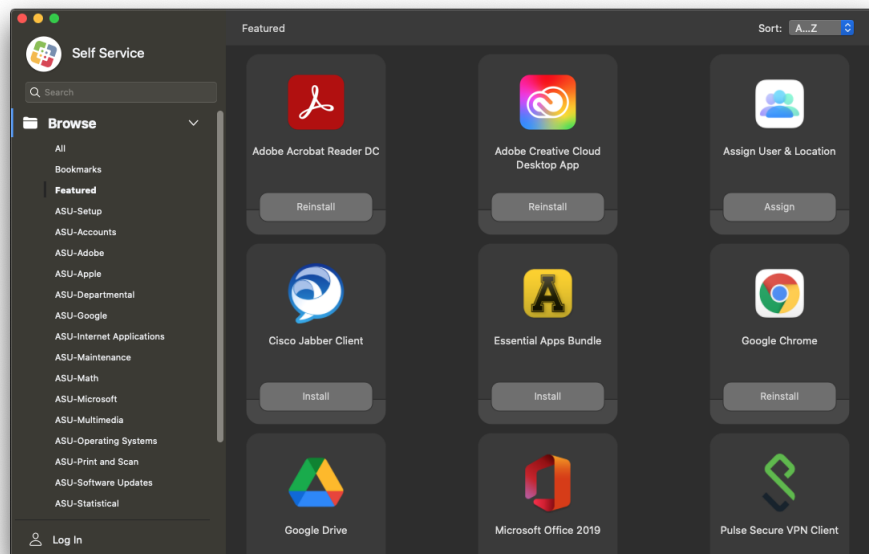 Self Service
Search
Browse
All
Bookmarks
Featured
ASU-Setup
ASU-Accounts
ASU-Adobe
ASU-Apple
ASU-Departmental
ASU-Google
ASU-Internet Applications
ASU-Maintenance
ASU-Math
ASU-Microsoft
ASU-Multimedia
ASU-Operating Systems
ASU-Print and Scan
ASU-Software Updates
ASU-Statistical
Log In
Featured
Sort: A...Z
Adobe Acrobat Reader DC
Reinstall
Adobe Creative Cloud
Desktop App
Reinstall
Assign User & Location
Assign
Cisco Jabber Client
Install
A
Essential Apps Bundle
Install
Google Chrome
Reinstall
Google Drive
Microsoft Office 2019
Pulse Secure VPN Client